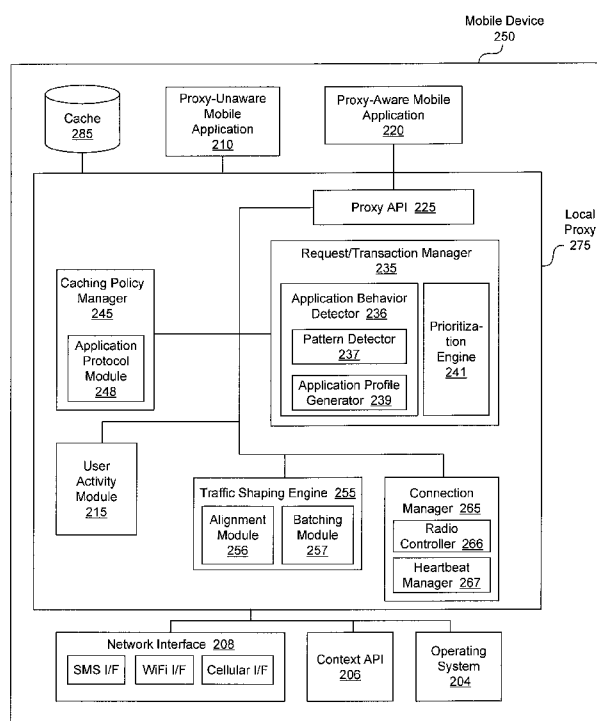 Mobile Device
250
Cache
285
Proxy-Unaware
Mobile
Application
210
Proxy-Aware Mobile
Application
220
Proxy API 225
Local
Proxy
275
Request/Transaction Manager
235
Caching Policy
Manager
245
Application
Protocol
Module
248
Application Behavior
Detector 236
Pattern Detector
237
Application Profile
Generator 239
Prioritiza-
tion
Engine
241
User
Activity
Module
215
Traffic Shaping Engine 255
Alignment
Module
256
Batching
Module
257
Connection
Manager 265
Radio
Controller 266
Heartbeat
Manager 267
Network Interface 208
SMS I/F
WiFi I/F
Cellular I/F
Context API
206
Operating
System
204